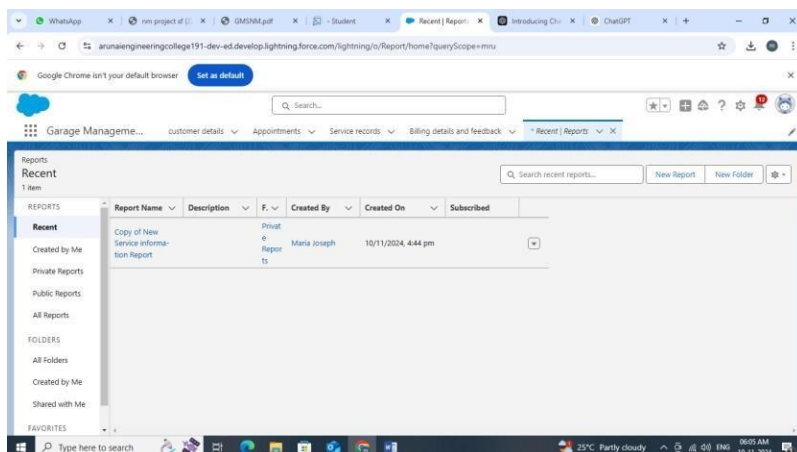 WhatsApp
nm project sf (
GMSNM.pdf
- Student
Recent | Report
Introducing Ch
ChatGPT
arunaiengineeringcollege191-dev-ed.develop.lightning.force.com/lightning/o/Report/home?queryScope=mru
Google Chrome isn't your default browser
Set as default
Search...
12
Garage Manageme...
customer details
Appointments
Service records
Billing details and feedback
* Recent | Reports
Reports
Recent
1 item
Search recent reports...
New Report
New Folder
REPORTS
Recent
Created by Me
Private Reports
Public Reports
All Reports
FOLDERS
All Folders
Created by Me
Shared with Me
FAVORITES
Report Name
Description
F.
Created By
Created On
Subscribed
Copy of New
Service informa-
tion Report
Privat
e
Repor
ts
Maria Joseph
10/11/2024, 4:44 pm
Type here to search
25°C Partly cloudy
ENG
06:05 AM
10-11-2024